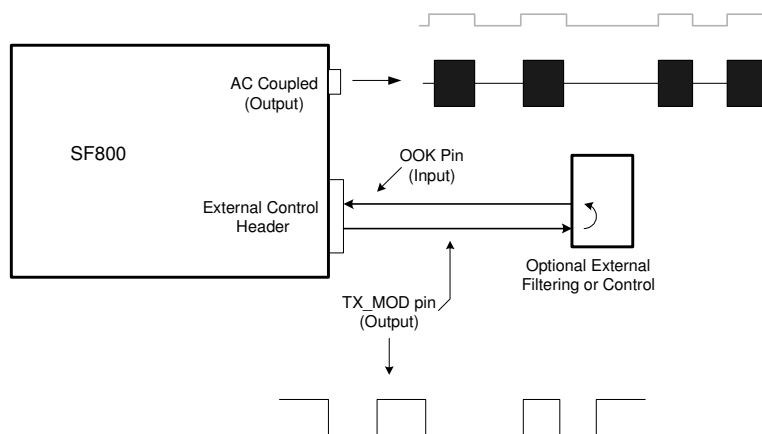 AC Coupled
(Output)
SF800
OOK Pin
(Input)
External Control
Header
Optional External
Filtering or Control
TX_MOD pin
(Output)